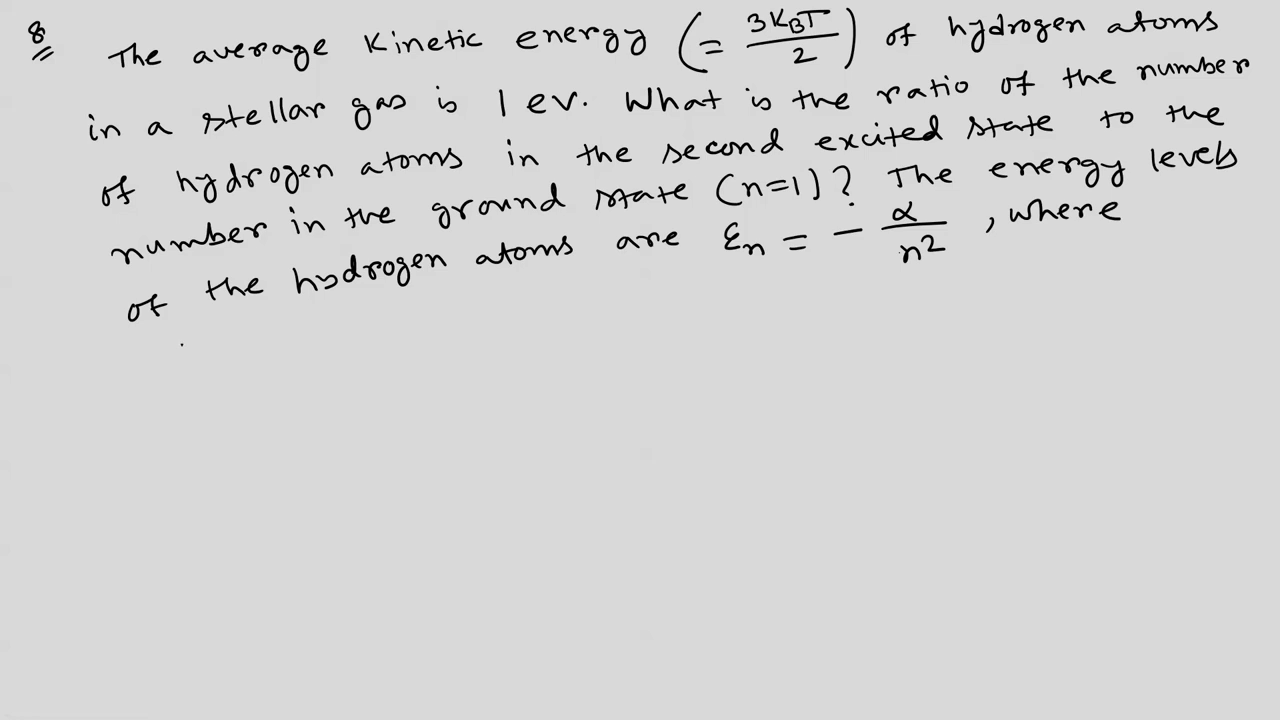 8 The average kinetic energy (= 3KBT/2) of hydrogen atoms
in a stellar gas is 1 eV. What is the ratio of the number
of hydrogen atoms in the second excited state to the
number in the ground state (n=1)? The energy levels
of the hydrogen atoms are Ɛn = - α/n², where